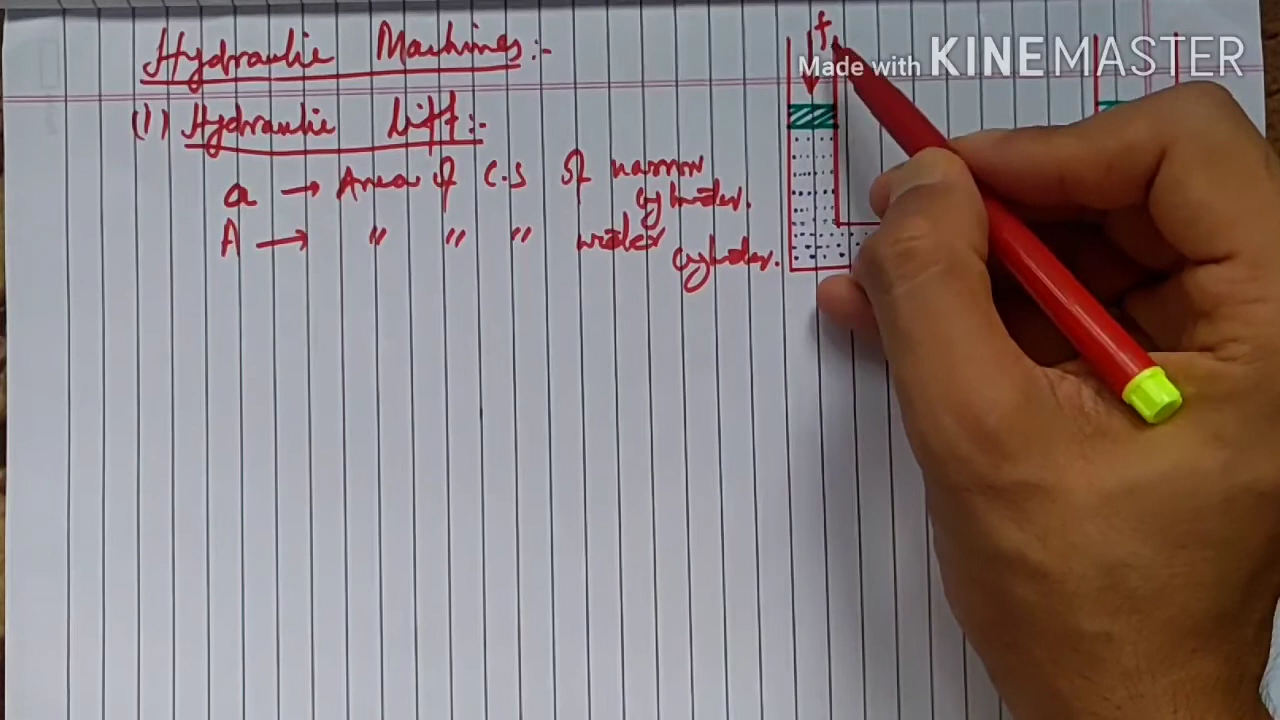 Hydraulic Machines:-
f
Made with KINEMASTER
(1) Hydraulic Lift:-
a → Area of C.S of narrow cylinder.
A → " " " wider cylinder.